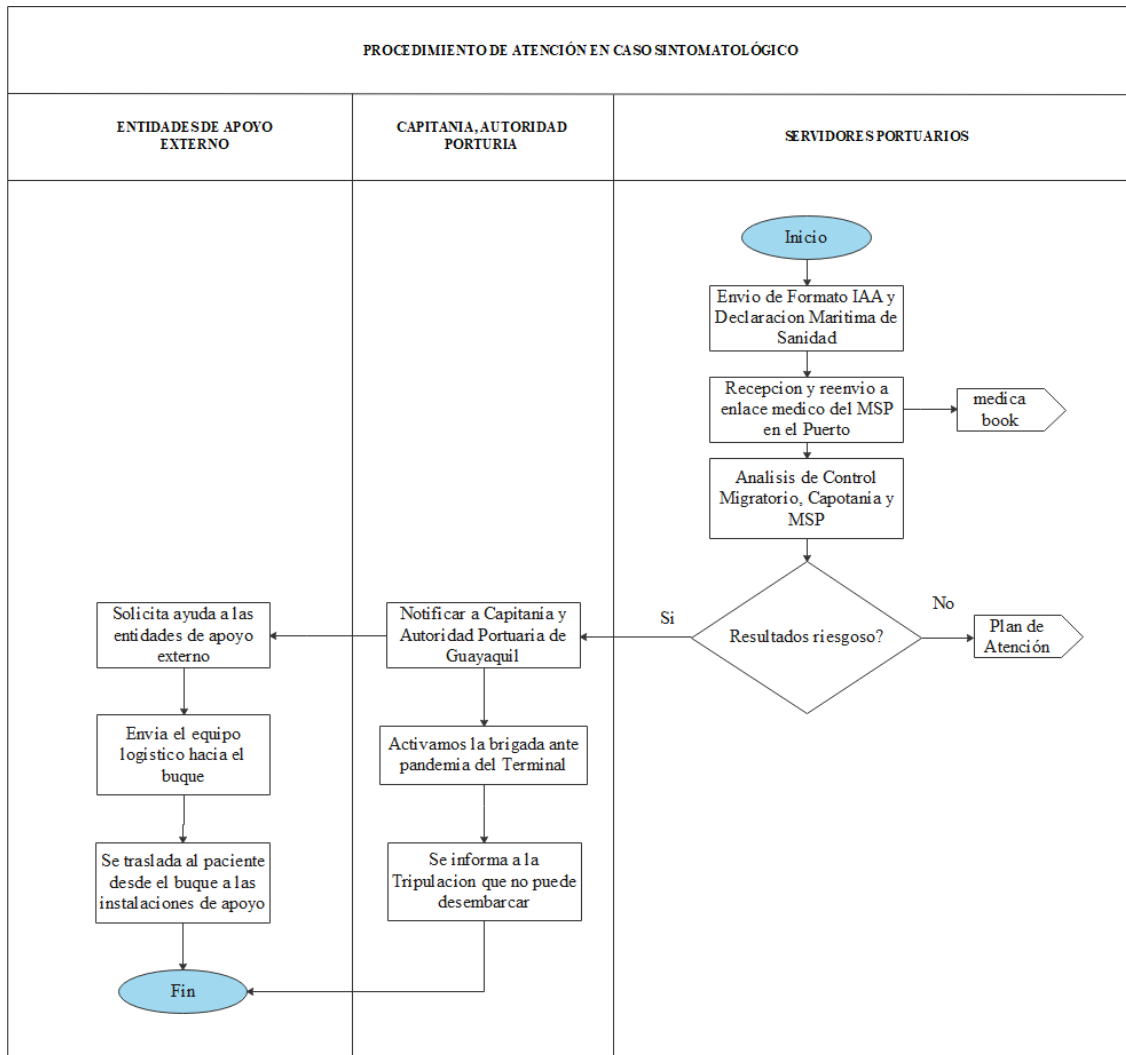 PROCEDIMIENTO DE ATENCIÓN EN CASO SINTOMATOLÓGICO
ENTIDADES DE APOYO
EXTERNO
CAPITANIA, AUTORIDAD
PORTURIA
SERVIDORES PORTUARIOS
Inicio
Envio de Formato IAA y
Declaracion Maritima de
Sanidad
Recepcion y reenvio a
enlace medico del MSP
en el Puerto
medica
book
Analisis de Control
Migratorio, Capotania y
MSP
Resultados riesgoso?
Si
No
Plan de
Atención
Notificar a Capitanía y
Autoridad Portuaria de
Guayaquil
Solicita ayuda a las
entidades de apoyo
externo
Envia el equipo
logístico hacia el
buque
Activamos la brigada ante
pandemia del Terminal
Se traslada al paciente
desde el buque a las
instalaciones de apoyo
Se informa a la
Tripulacion que no puede
desembarcar
Fin